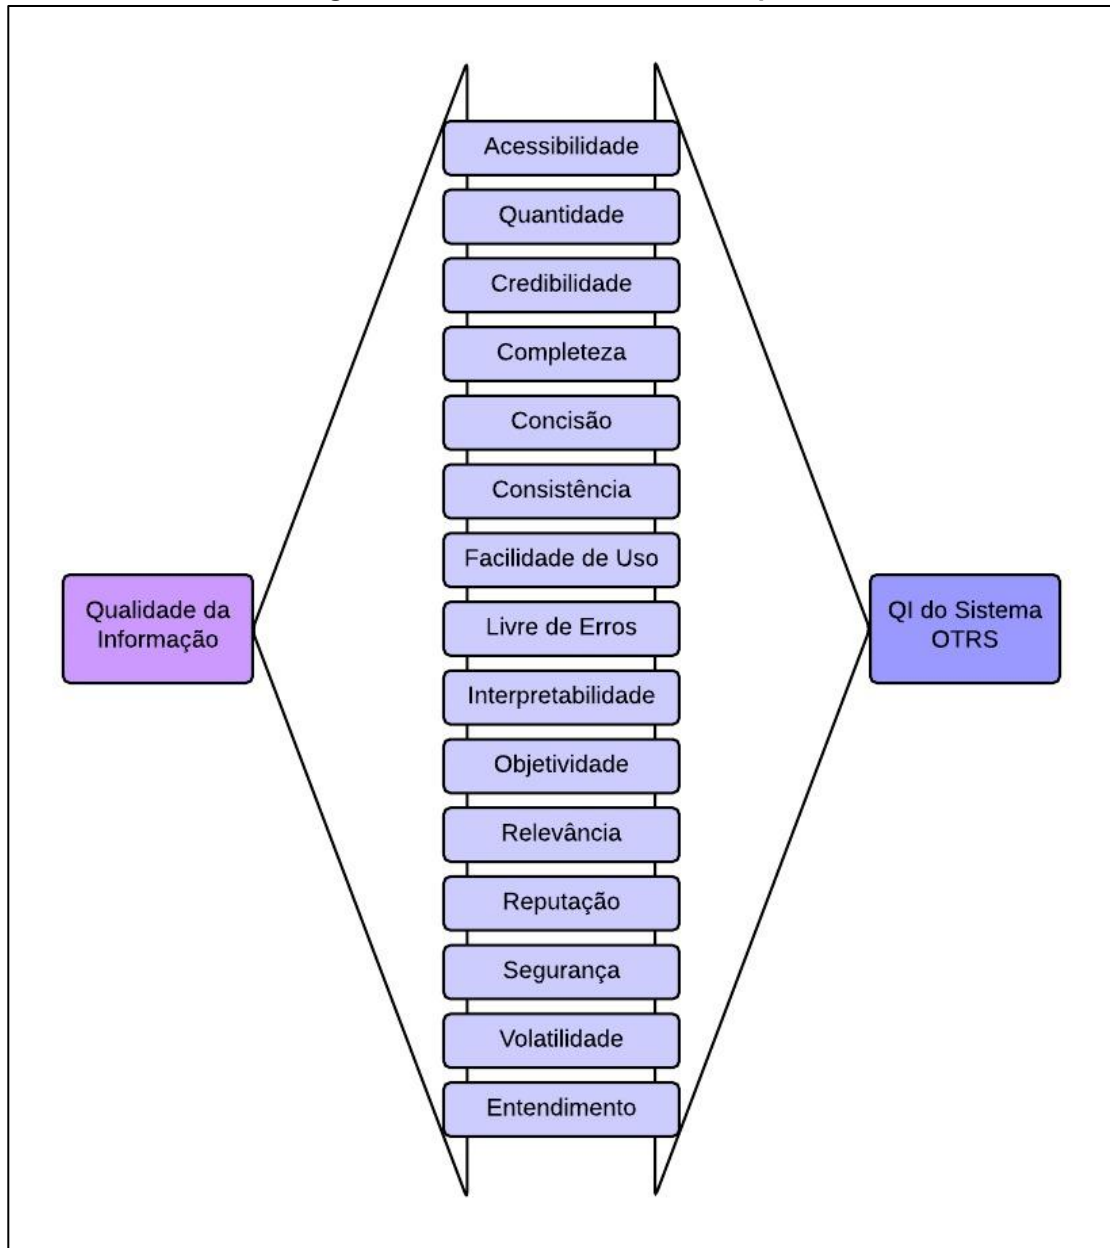 Acessibilidade
Quantidade
Credibilidade
Completeza
Concisão
Consistência
Facilidade de Uso
Livre de Erros
Interpretabilidade
Objetividade
Relevância
Reputação
Segurança
Volatilidade
Entendimento
Qualidade da
Informação
QI do Sistema
OTRS